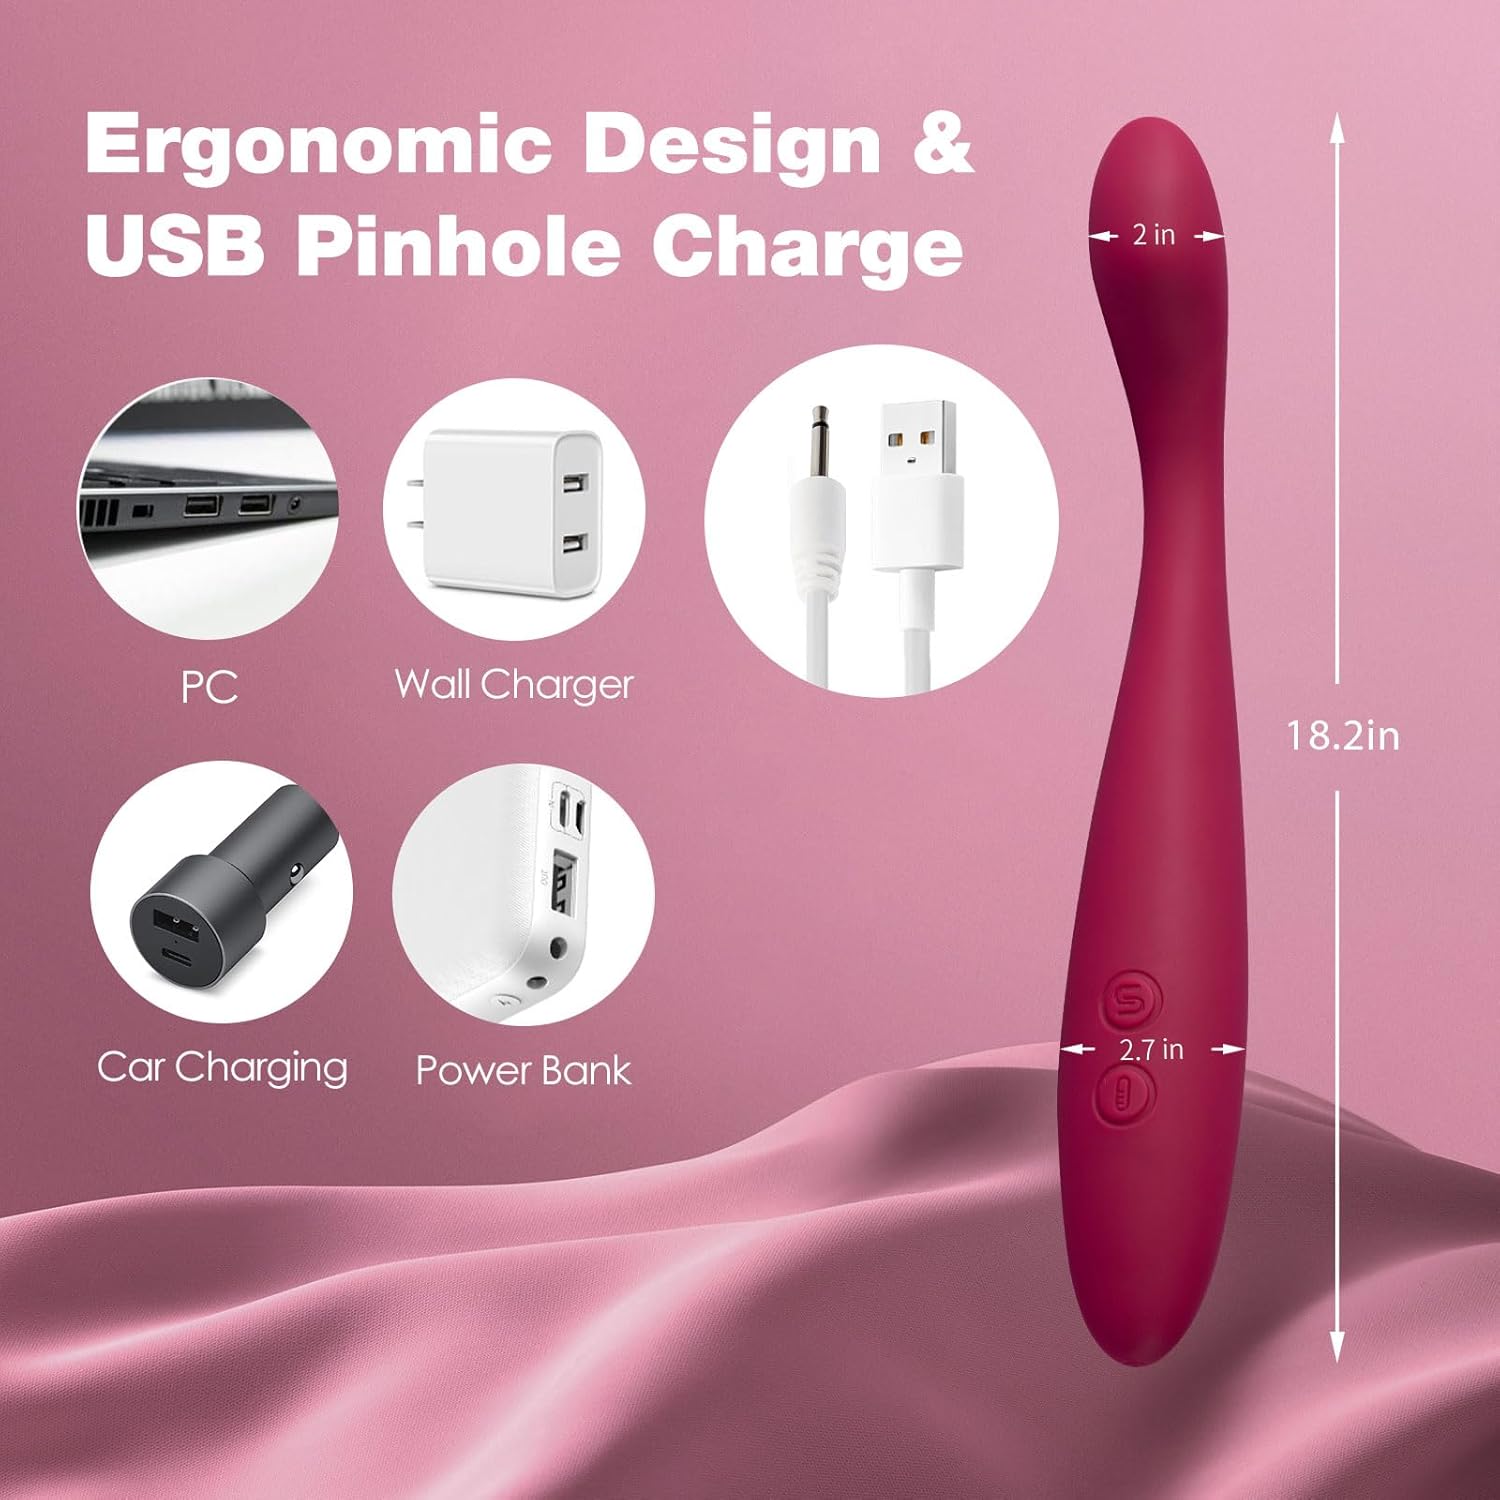 Ergonomic Design &
USB Pinhole Charge
2 in
PC
Wall Charger
18.2in
Car Charging
Power Bank
2.7 in